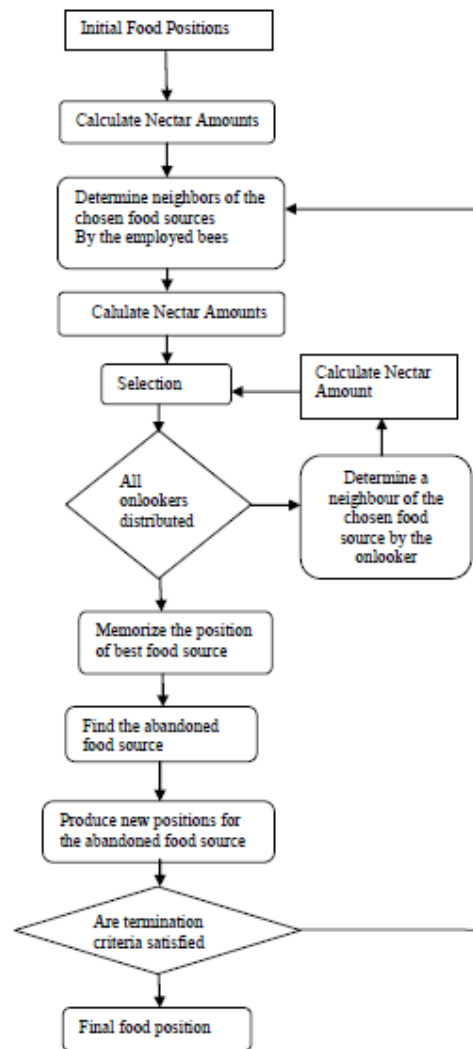 Initial Food Positions
Calculate Nectar Amounts
Determine neighbors of the
chosen food sources
By the employed bees
Calulate Nectar Amounts
Selection
Calculate Nectar
Amount
All
onlookers
distributed
Determine a
neighbour of the
chosen food
source by the
onlooker
Memorize the position
of best food source
Find the abandoned
food source
Produce new positions for
the abandoned food source
Are termination
criteria satisfied
Final food position